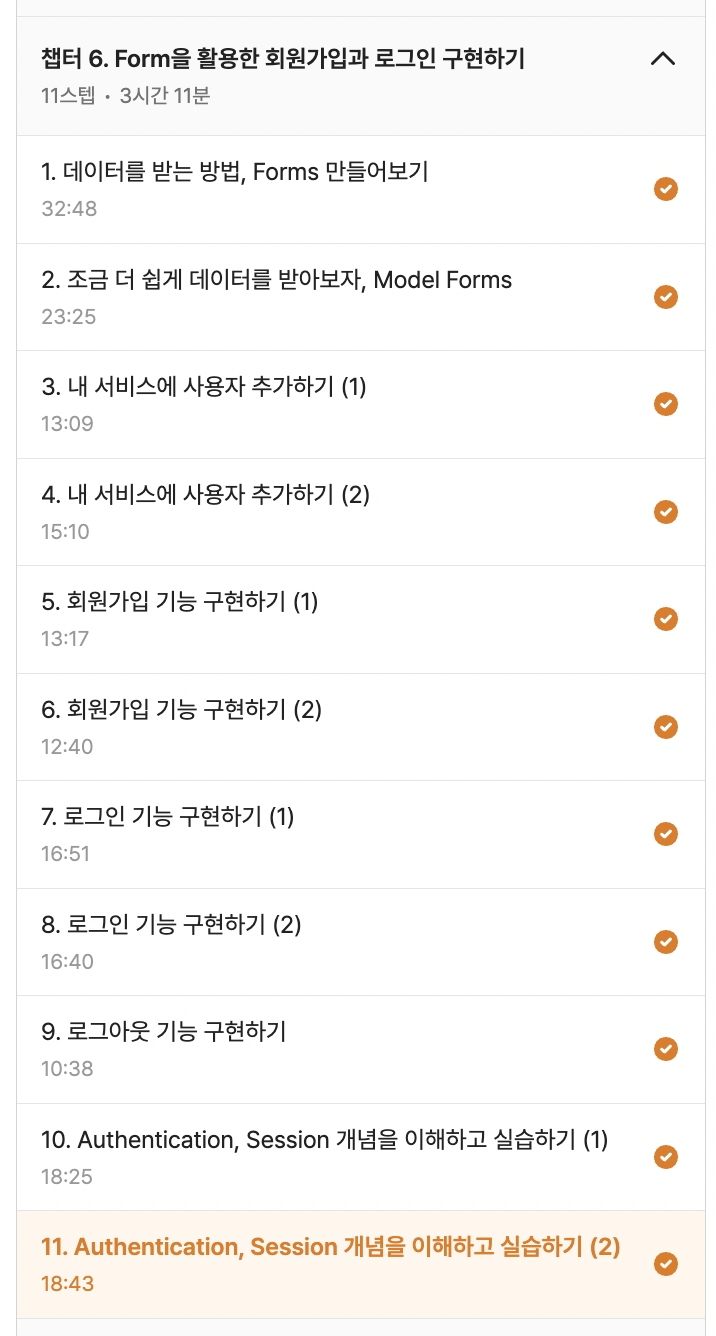 챕터 6. Form을 활용한 회원가입과 로그인 구현하기
11스텝 · 3시간 11분
1. 데이터를 받는 방법, Forms 만들어보기
32:48
2. 조금 더 쉽게 데이터를 받아보자, Model Forms
23:25
3. 내 서비스에 사용자 추가하기 (1)
13:09
4. 내 서비스에 사용자 추가하기 (2)
15:10
5. 회원가입 기능 구현하기 (1)
13:17
6. 회원가입 기능 구현하기 (2)
12:40
7. 로그인 기능 구현하기 (1)
16:51
8. 로그인 기능 구현하기 (2)
16:40
9. 로그아웃 기능 구현하기
10:38
10. Authentication, Session 개념을 이해하고 실습하기 (1)
18:25
11. Authentication, Session 개념을 이해하고 실습하기 (2)
18:43